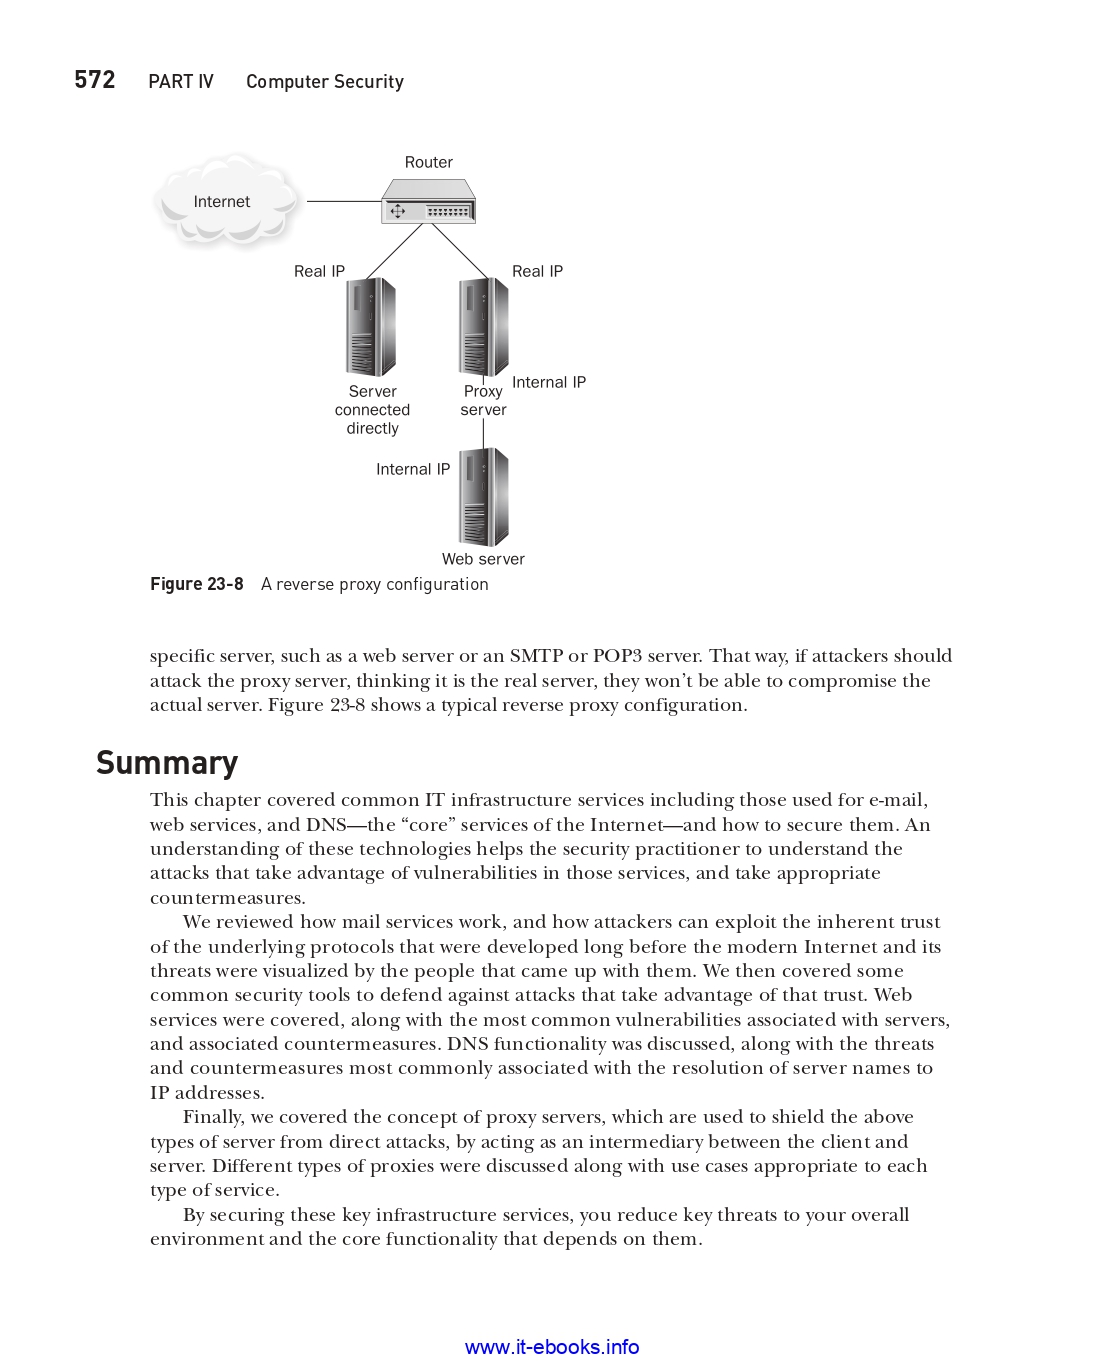 572 PART IV Computer Security
Router
Internet
Real IP
Real IP
Internal IP
Server
connected
directly
Proxy
server
Internal IP
Web server
Figure 23-8 A reverse proxy configuration
specific server, such as a web server or an SMTP or POP3 server. That way, if attackers should
attack the proxy server, thinking it is the real server, they won’t be able to compromise the
actual server. Figure 23-8 shows a typical reverse proxy configuration.
Summary
This chapter covered common IT infrastructure services including those used for e-mail,
web services, and DNS—the “core” services of the Internet—and how to secure them. An
understanding of these technologies helps the security practitioner to understand the
attacks that take advantage of vulnerabilities in those services, and take appropriate
countermeasures.
We reviewed how mail services work, and how attackers can exploit the inherent trust
of the underlying protocols that were developed long before the modern Internet and its
threats were visualized by the people that came up with them. We then covered some
common security tools to defend against attacks that take advantage of that trust. Web
services were covered, along with the most common vulnerabilities associated with servers,
and associated countermeasures. DNS functionality was discussed, along with the threats
and countermeasures most commonly associated with the resolution of server names to
IP addresses.
Finally, we covered the concept of proxy servers, which are used to shield the above
types of server from direct attacks, by acting as an intermediary between the client and
server. Different types of proxies were discussed along with use cases appropriate to each
type of service.
By securing these key infrastructure services, you reduce key threats to your overall
environment and the core functionality that depends on them.
www.it-ebooks.info